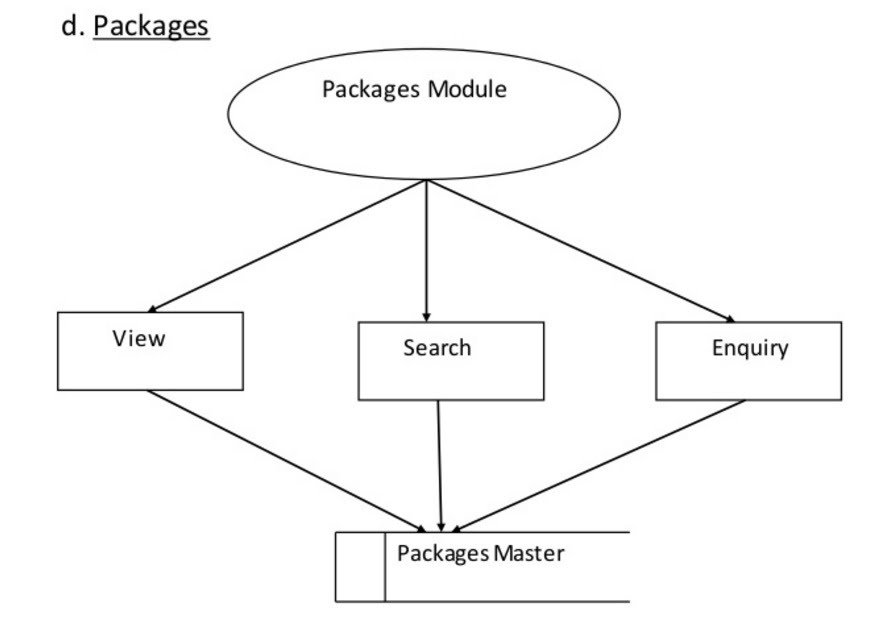 d. Packages
Packages Module
View
Search
Enquiry
Packages Master